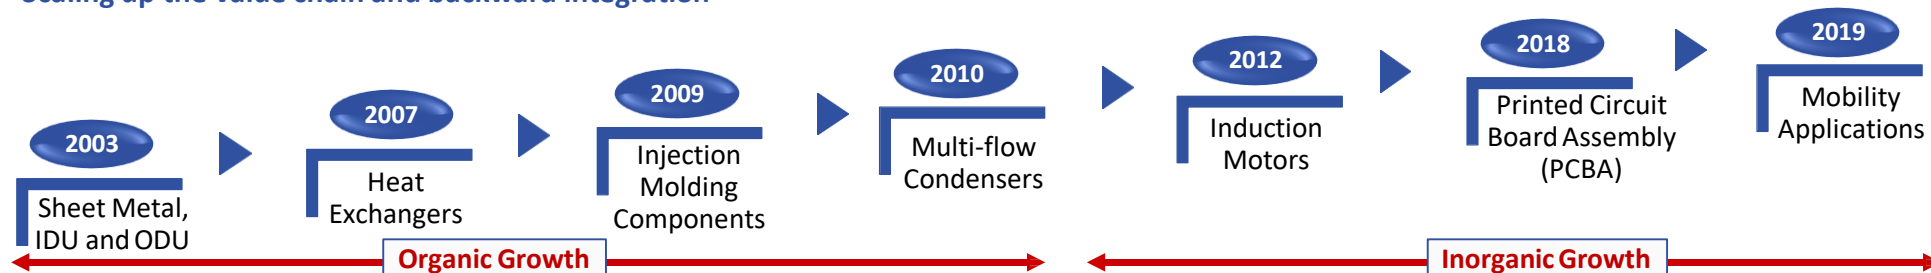 Scaling up the value chain and backward integration
2003
Sheet Metal,
IDU and ODU
2007
Heat
Exchangers
2009
Injection
Molding
Components
2010
Multi-flow
Condensers
2012
Induction
Motors
2018
Printed Circuit
Board Assembly
(PCBA)
2019
Mobility
Applications
Organic Growth
Inorganic Growth